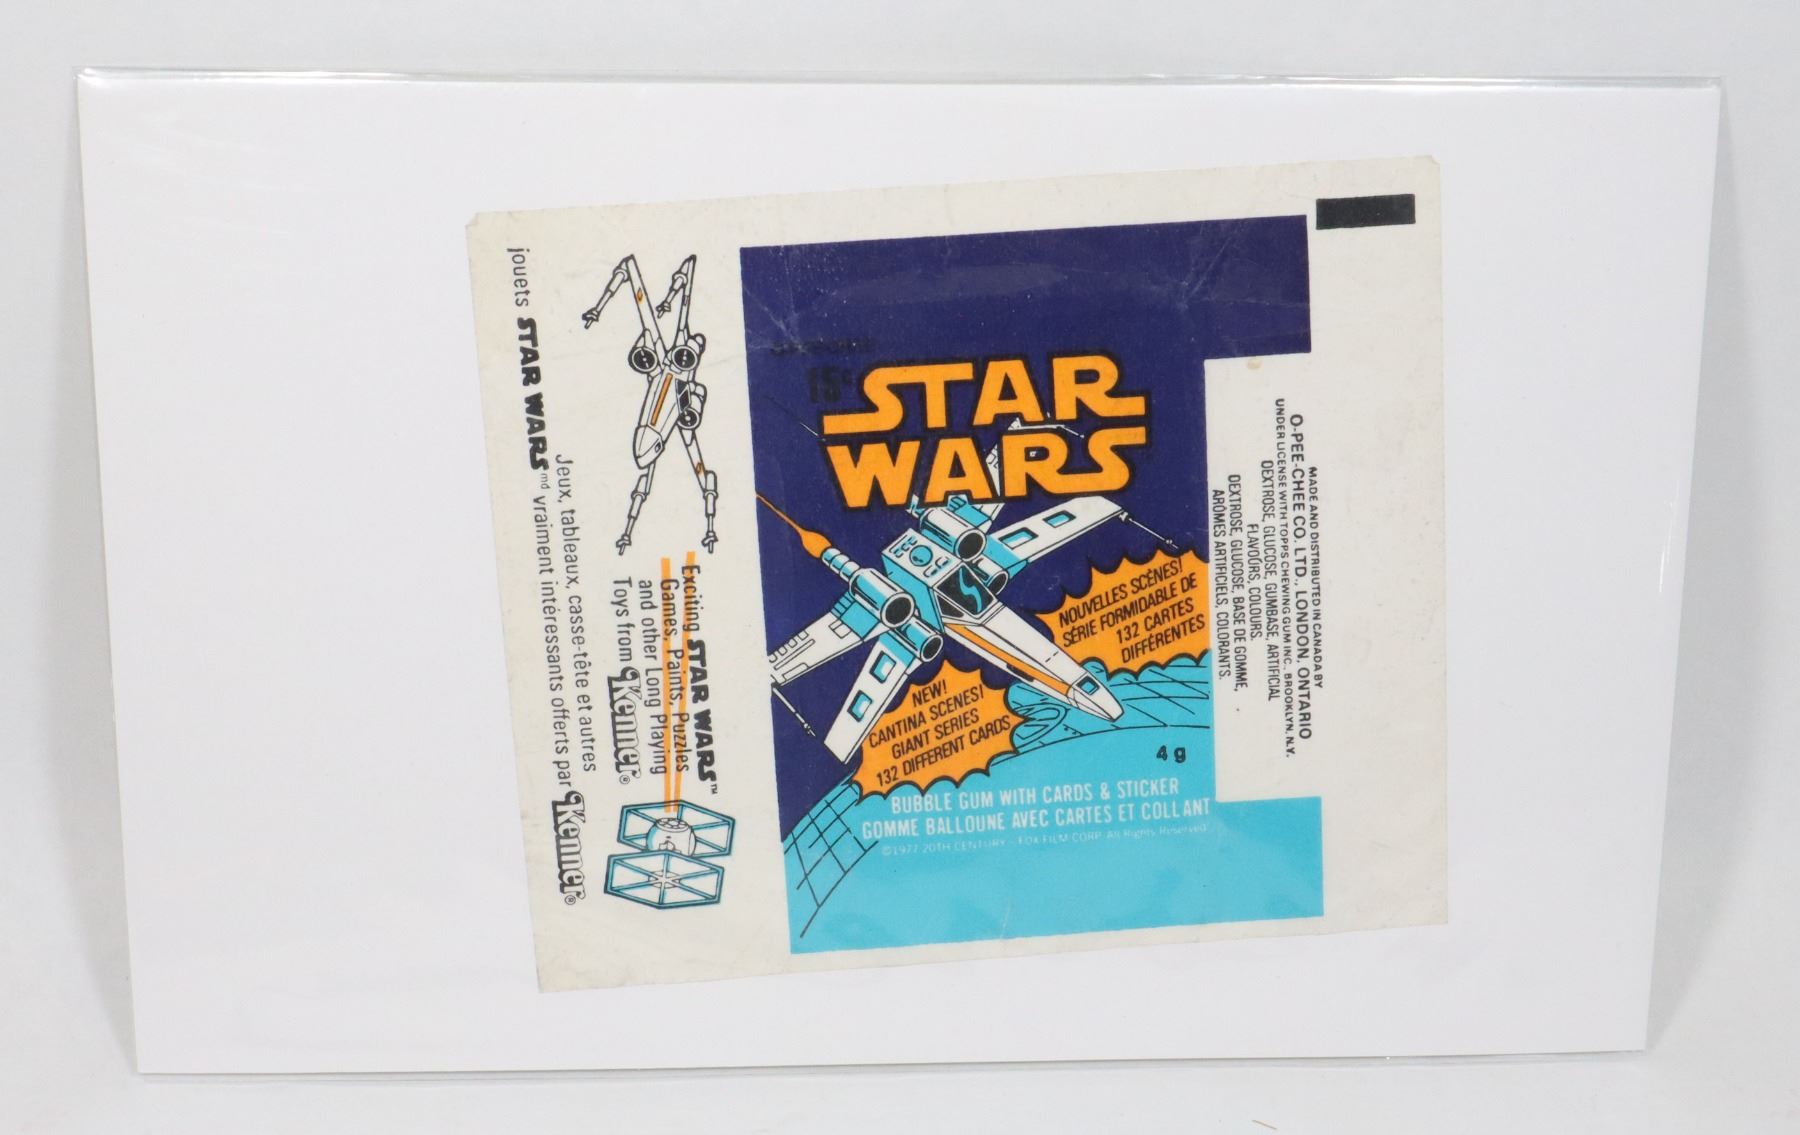 jouets STAR WARS md vraiment intéressants offerts par Kenner®
Jeux, tableaux, casse-tête et autres
Exciting STAR WARS™
Games, Paints, Puzzles
and other Long Playing
Toys from Kenner®
15¢
STAR
WARS
NOUVELLES SCÈNES!
SÉRIE FORMIDABLE DE
132 CARTES
DIFFÉRENTES
NEW!
CANTINA SCENES!
GIANT SERIES
132 DIFFERENT CARDS
4 g
BUBBLE GUM WITH CARDS & STICKER
GOMME BALLOUNE AVEC CARTES ET COLLANT
©1977 20TH CENTURY - FOX FILM CORP. All Rights Reserved
MADE AND DISTRIBUTED IN CANADA BY
O-PEE-CHEE CO. LTD., LONDON, ONTARIO
UNDER LICENSE WITH TOPPS CHEWING GUM INC. BROOKLYN, N.Y.
DEXTROSE, GLUCOSE, GUMBASE, ARTIFICIAL
FLAVOURS, COLOURS.
DEXTROSE, GLUCOSE, BASE DE GOMME,
ARÔMES ARTIFICIELS, COLORANTS.